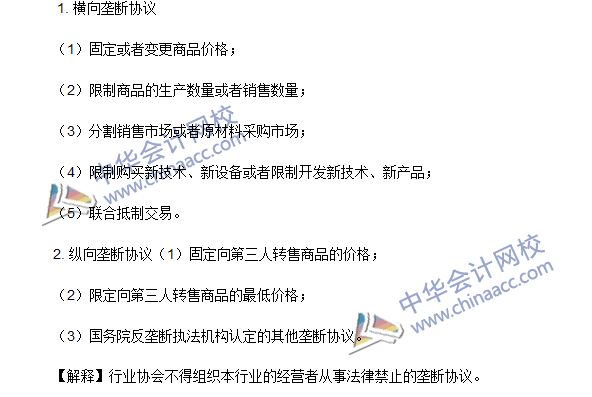 1. 横向垄断协议
（1）固定或者变更商品价格；
（2）限制商品的生产数量或者销售数量；
（3）分割销售市场或者原材料采购市场；
（4）限制购买新技术、新设备或者限制开发新技术、新产品；
（5）联合抵制交易。
2. 纵向垄断协议（1）固定向第三人转售商品的价格；
（2）限定向第三人转售商品的最低价格；
（3）国务院反垄断执法机构认定的其他垄断协议。
【解释】行业协会不得组织本行业的经营者从事法律禁止的垄断协议。
中华会计网校
www.chinaacc.com
中华会计网校
www.chinaacc.com